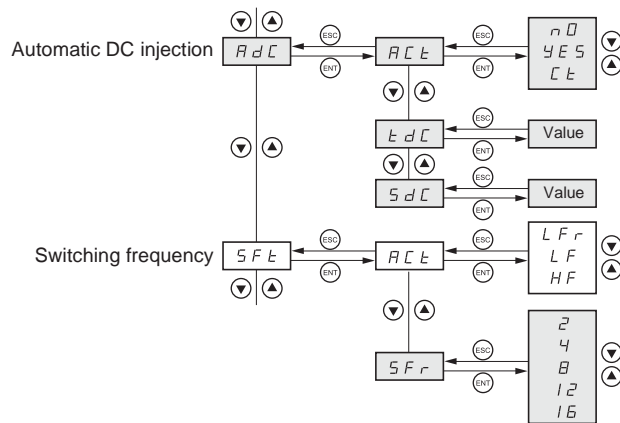 Automatic DC injection
AdC
ESC
ENT
ACt
ESC
ENT
nO
YES
Ct
tdC
ESC
ENT
Value
SdC
ESC
ENT
Value
Switching frequency
SFt
ESC
ENT
ACt
ESC
ENT
LFr
LF
HF
SFr
ESC
ENT
2
4
8
12
16